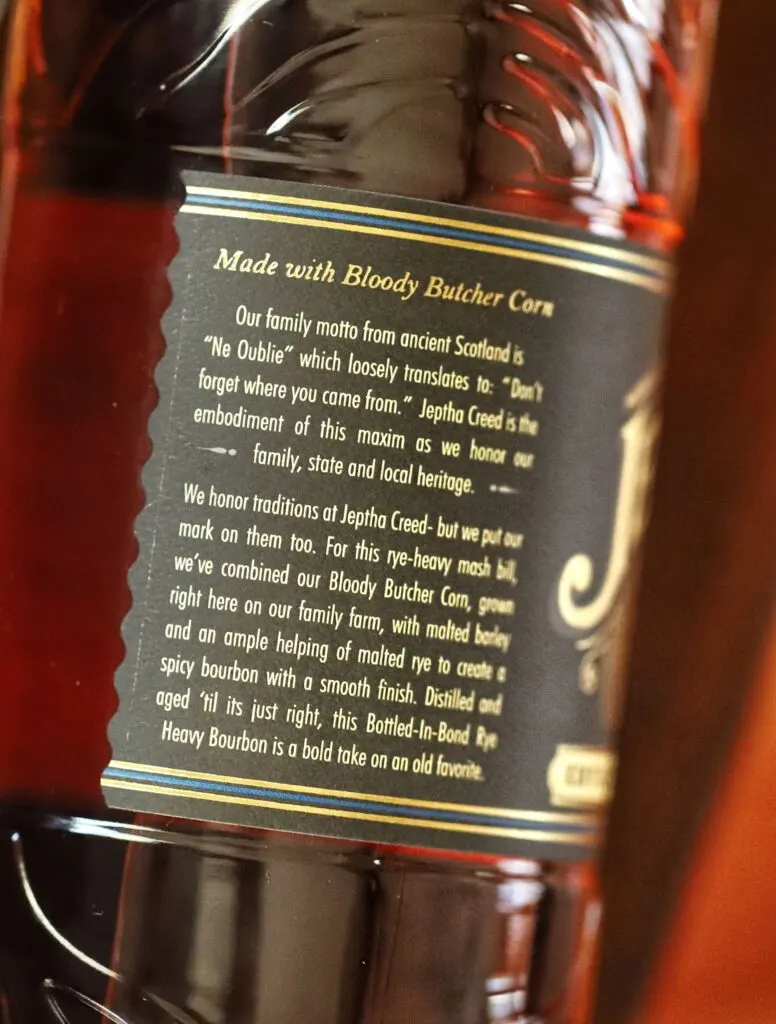 Made with Bloody Butcher Corn
Our family motto from ancient Scotland is
"Ne Oublie" which loosely translates to: "Don't
forget where you came from." Jeptha Creed is the
embodiment of this maxim as we honor our
family, state and local heritage.
We honor traditions at Jeptha Creed- but we put our
mark on them too. For this rye-heavy mash bill,
we've combined our Bloody Butcher Corn, grown
right here on our family farm, with malted barley
and an ample helping of malted rye to create a
spicy bourbon with a smooth finish. Distilled and
aged 'til its just right, this Bottled-In-Bond Rye
Heavy Bourbon is a bold take on an old favorite.
J